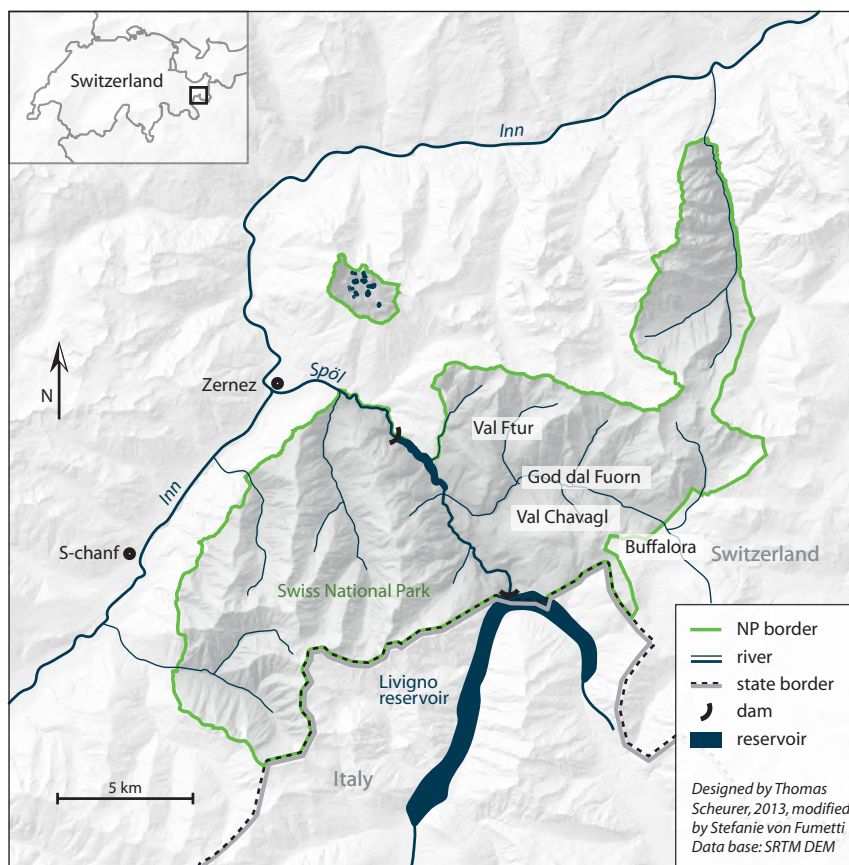 Switzerland
Inn
Spöl
Zernez
N
Val Ftur
God dal Fuorn
Inn
Val Chavagl
S-chanf
Buffalora
Switzerland
Swiss National Park
Livigno
reservoir
Italy
5 km
NP border
river
state border
dam
reservoir
Designed by Thomas
Scheurer, 2013, modified
by Stefanie von Fumetti
Data base: SRTM DEM